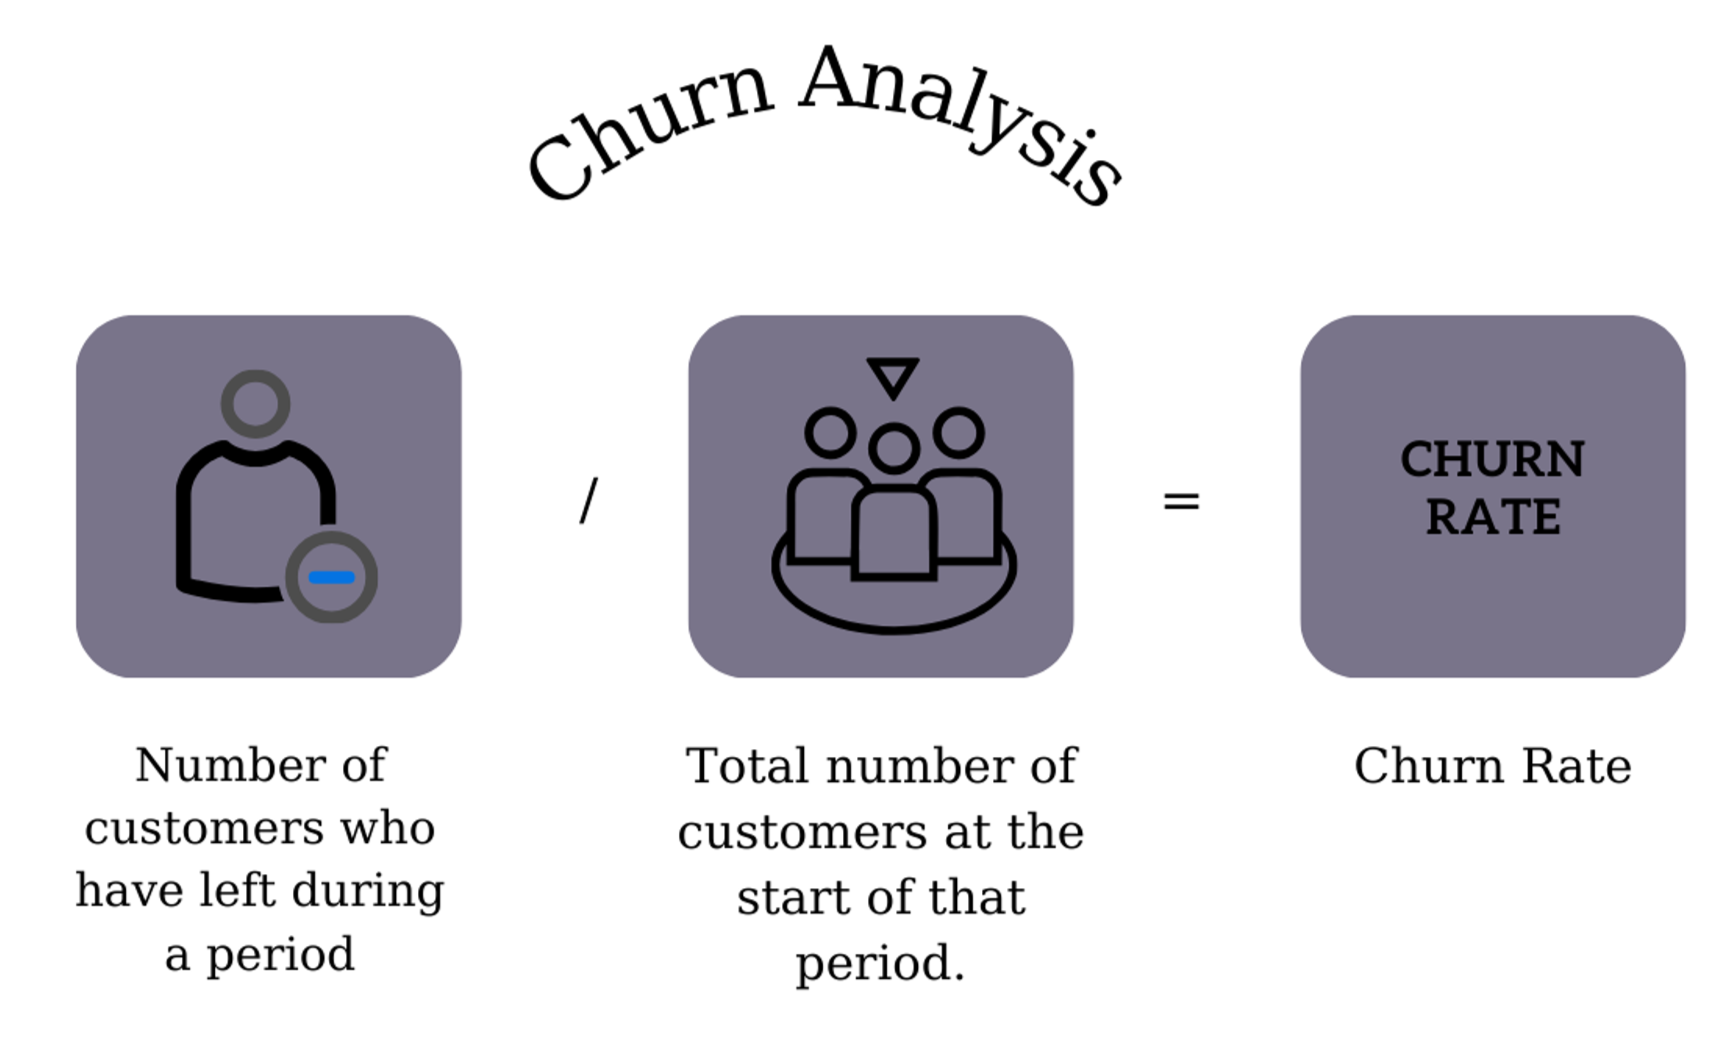 Churn Analysis
CHURN
RATE
/
=
Number of
customers who
have left during
a period
Total number of
customers at the
start of that
period.
Churn Rate